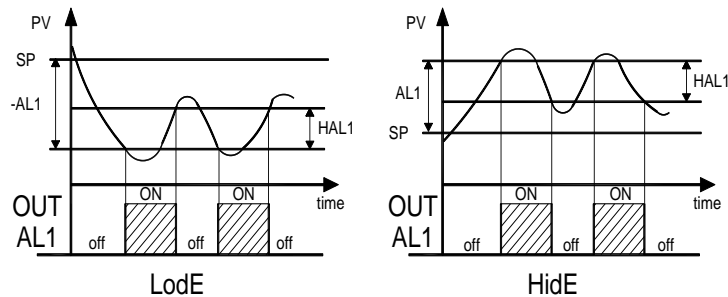 PV
SP
-AL1
HAL1
ON ON
time
OUT
AL1
off off off
LodE
PV
AL1
HAL1
SP
ON ON
time
OUT
AL1
off off off
HidE